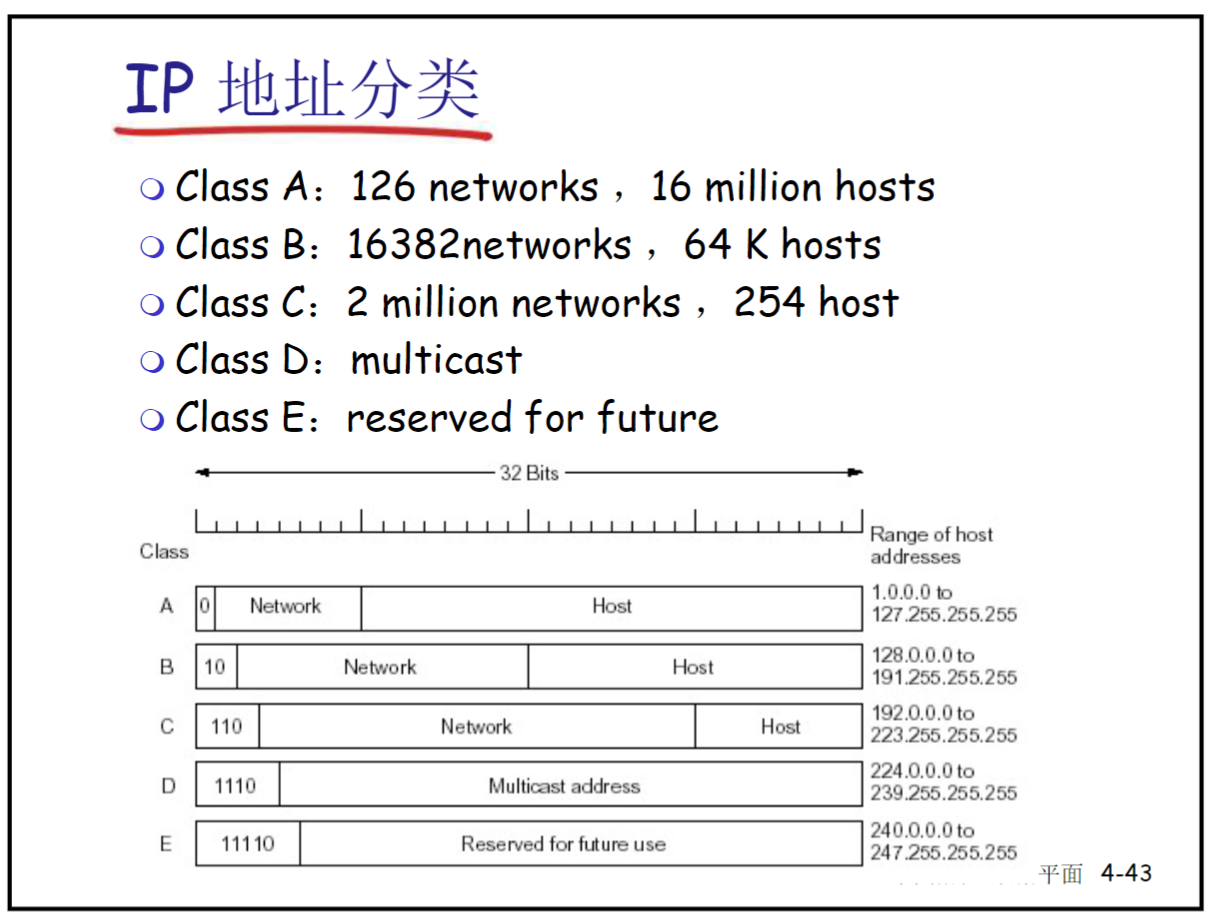 IP 地址分类
Class A：126 networks ，16 million hosts
Class B：16382networks ，64 K hosts
Class C：2 million networks ，254 host
Class D：multicast
Class E：reserved for future
32 Bits
Class
Range of host
addresses
A 0 Network Host 1.0.0.0 to
127.255.255.255
B 10 Network Host 128.0.0.0 to
191.255.255.255
C 110 Network Host 192.0.0.0 to
223.255.255.255
D 1110 Multicast address 224.0.0.0 to
239.255.255.255
E 11110 Reserved for future use 240.0.0.0 to
247.255.255.255
平面 4-43